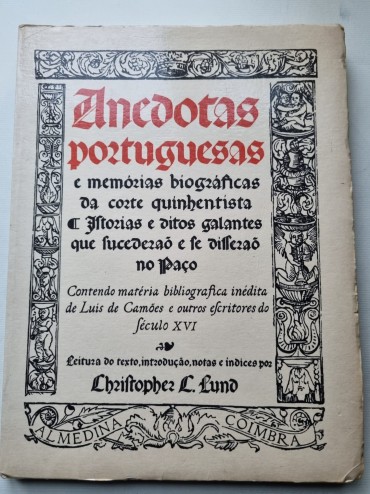 Anedotas
portuguesas
e memórias biográficas
da corte quinhentista
¶ Istorias e ditos galantes
que sucederaõ e se disseraõ
no Paço
Contendo matéria bibliografica inédita
de Luis de Camões e outros escritores do
século XVI
Leitura do texto, introdução, notas e indices por
Christopher C. Lund
ALMEDINA COIMBRA